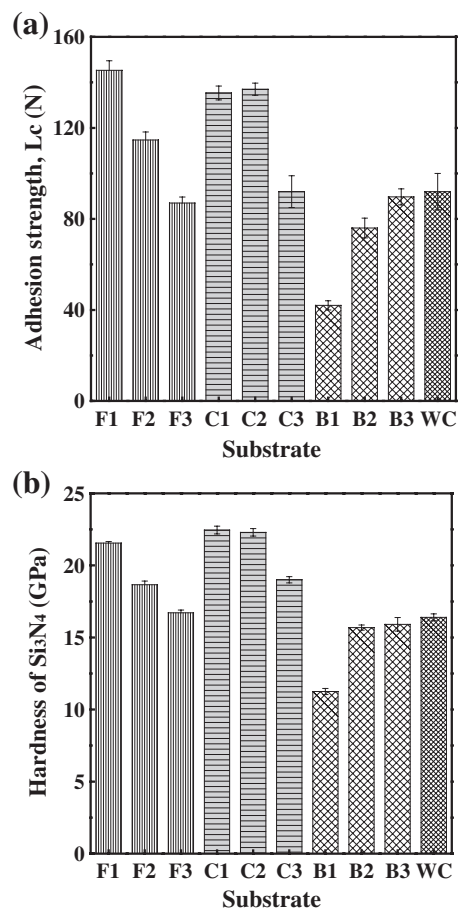 (a)
160
120
80
40
0
Adhesion strength, Lc (N)
F1 F2 F3 C1 C2 C3 B1 B2 B3 WC
Substrate
(b)
25
20
15
10
5
0
Hardness of Si3N4 (GPa)
F1 F2 F3 C1 C2 C3 B1 B2 B3 WC
Substrate